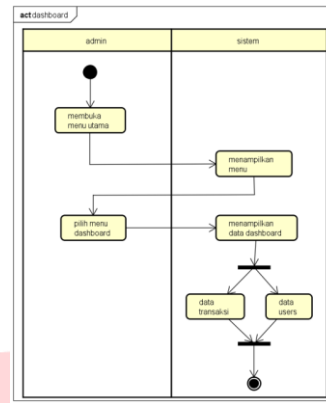 act dashboard
admin
sistem
membuka
menu utama
menampilkan
menu
pilih menu
dashboard
menampilkan
data dashboard
data
transaksi
data
users